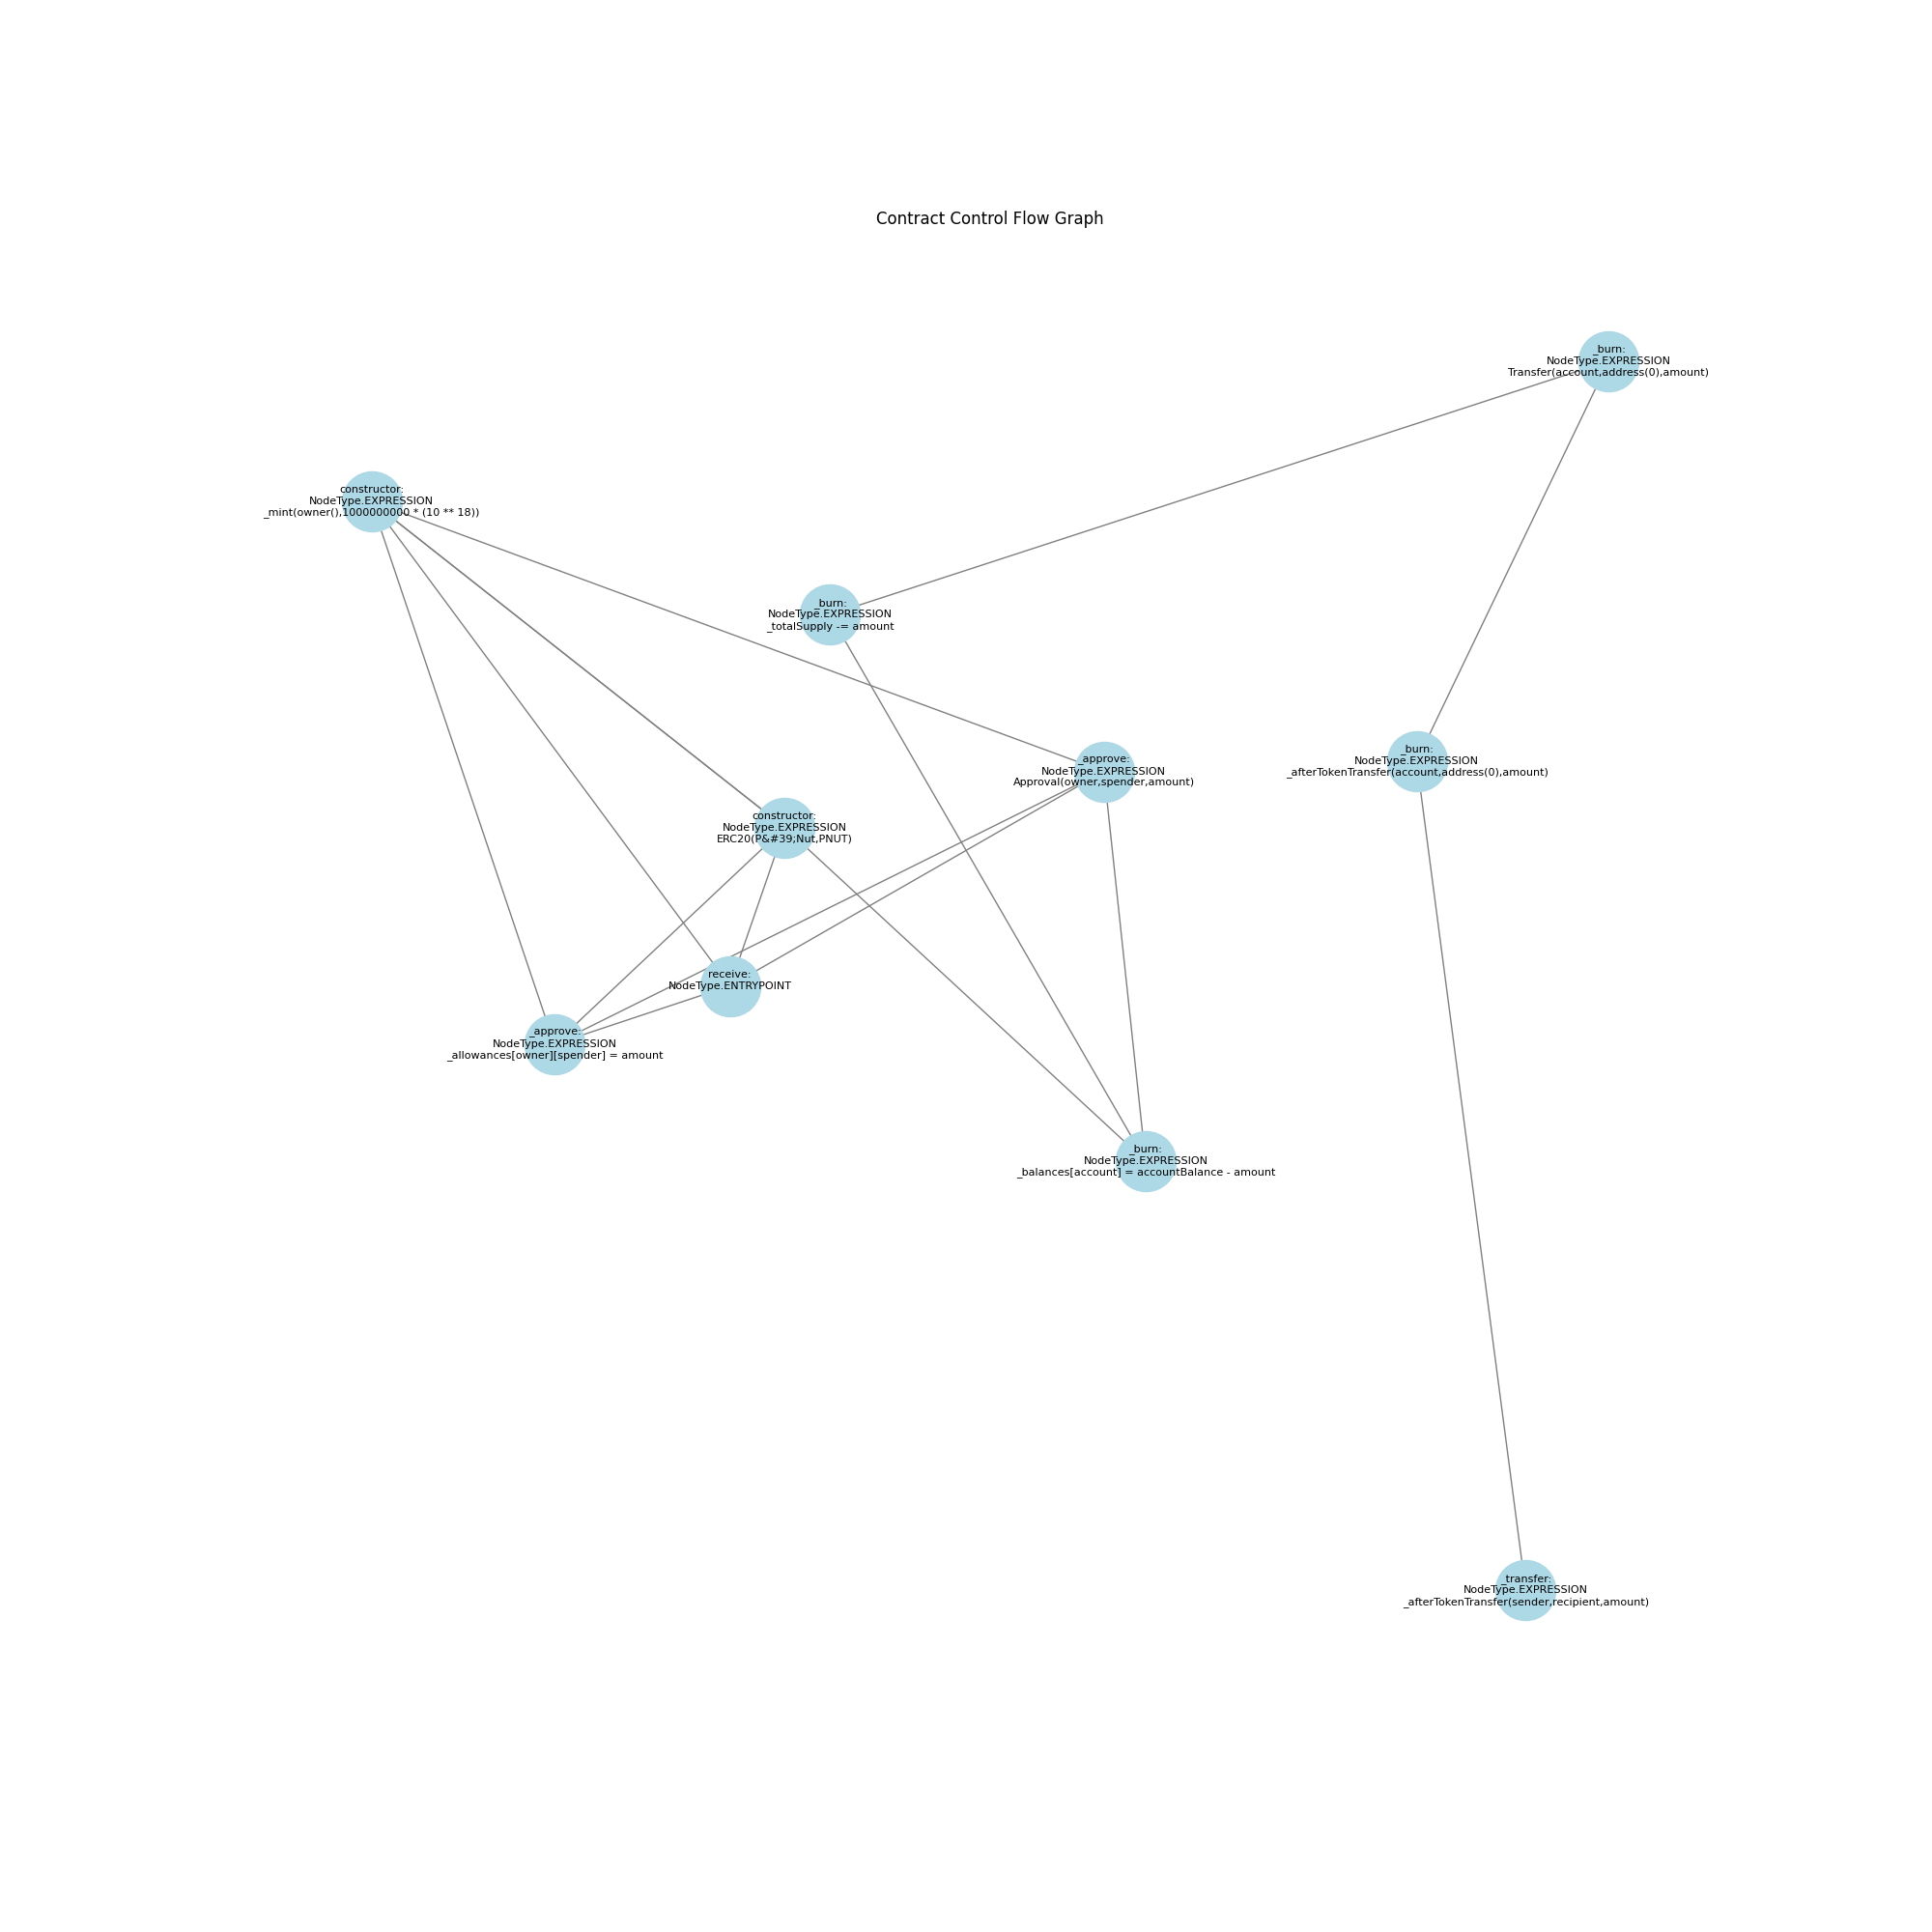 Contract Control Flow Graph
_burn:
NodeType.EXPRESSION
Transfer(account,address(0),amount)
constructor:
NodeType.EXPRESSION
_mint(owner(),1000000000 * (10 ** 18))
_burn:
NodeType.EXPRESSION
_totalSupply -= amount
_burn:
NodeType.EXPRESSION
_afterTokenTransfer(account,address(0),amount)
_approve:
NodeType.EXPRESSION
Approval(owner,spender,amount)
constructor:
NodeType.EXPRESSION
ERC20(P&#39;Nut,PNUT)
receive:
NodeType.ENTRYPOINT
_approve:
NodeType.EXPRESSION
_allowances[owner][spender] = amount
_burn:
NodeType.EXPRESSION
_balances[account] = accountBalance - amount
_transfer:
NodeType.EXPRESSION
_afterTokenTransfer(sender,recipient,amount)